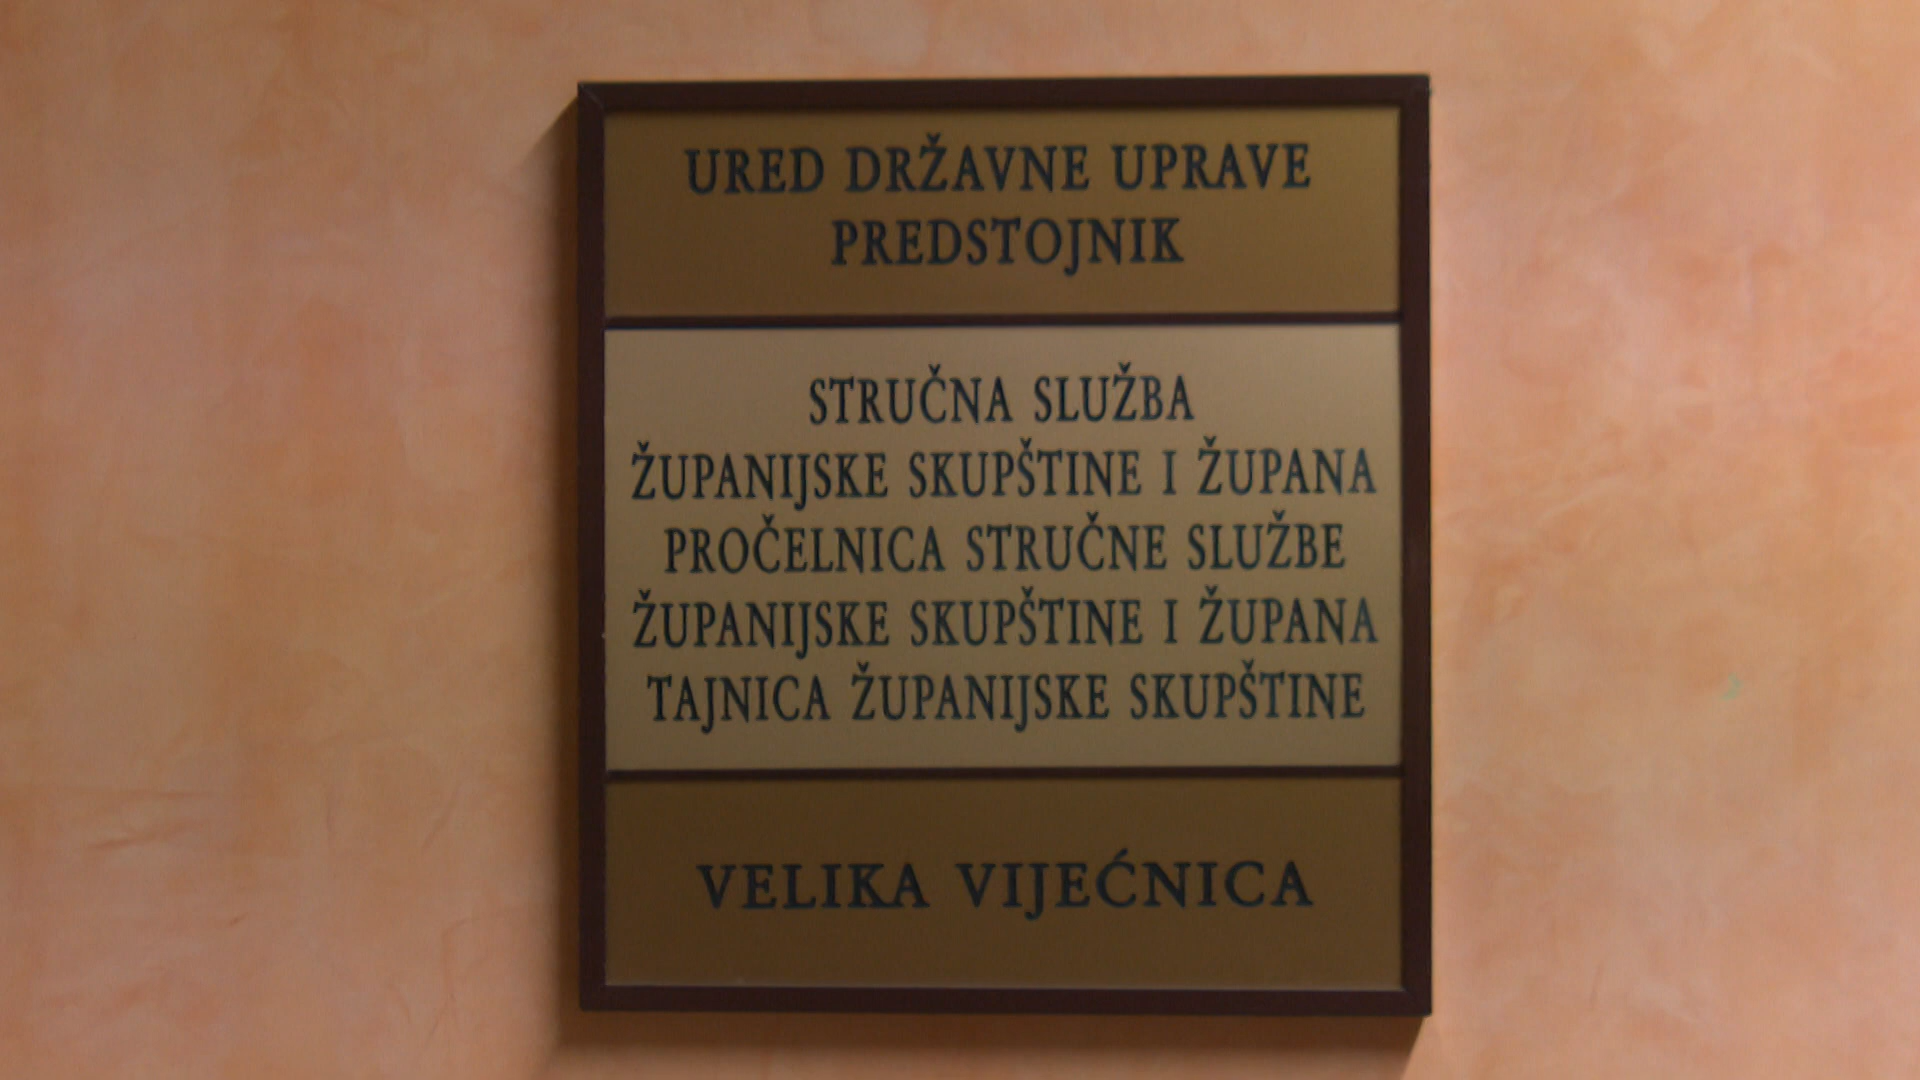 URED DRŽAVNE UPRAVE
PREDSTOJNIK
STRUČNA SLUŽBA
ŽUPANIJSKE SKUPŠTINE I ŽUPANA
PROČELNICA STRUČNE SLUŽBE
ŽUPANIJSKE SKUPŠTINE I ŽUPANA
TAJNICA ŽUPANIJSKE SKUPŠTINE
VELIKA VIJEĆNICA